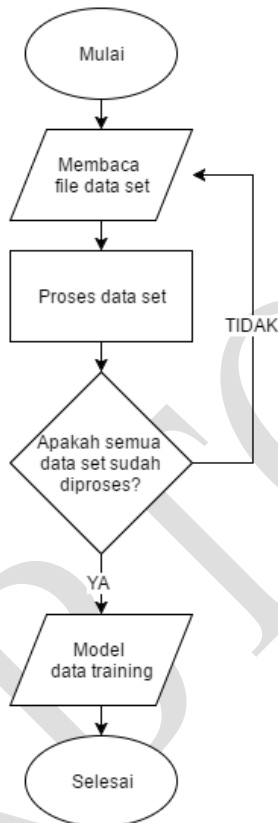 Mulai
Membaca
file data set
Proses data set
TIDAK
Apakah semua
data set sudah
diproses?
YA
Model
data training
Selesai